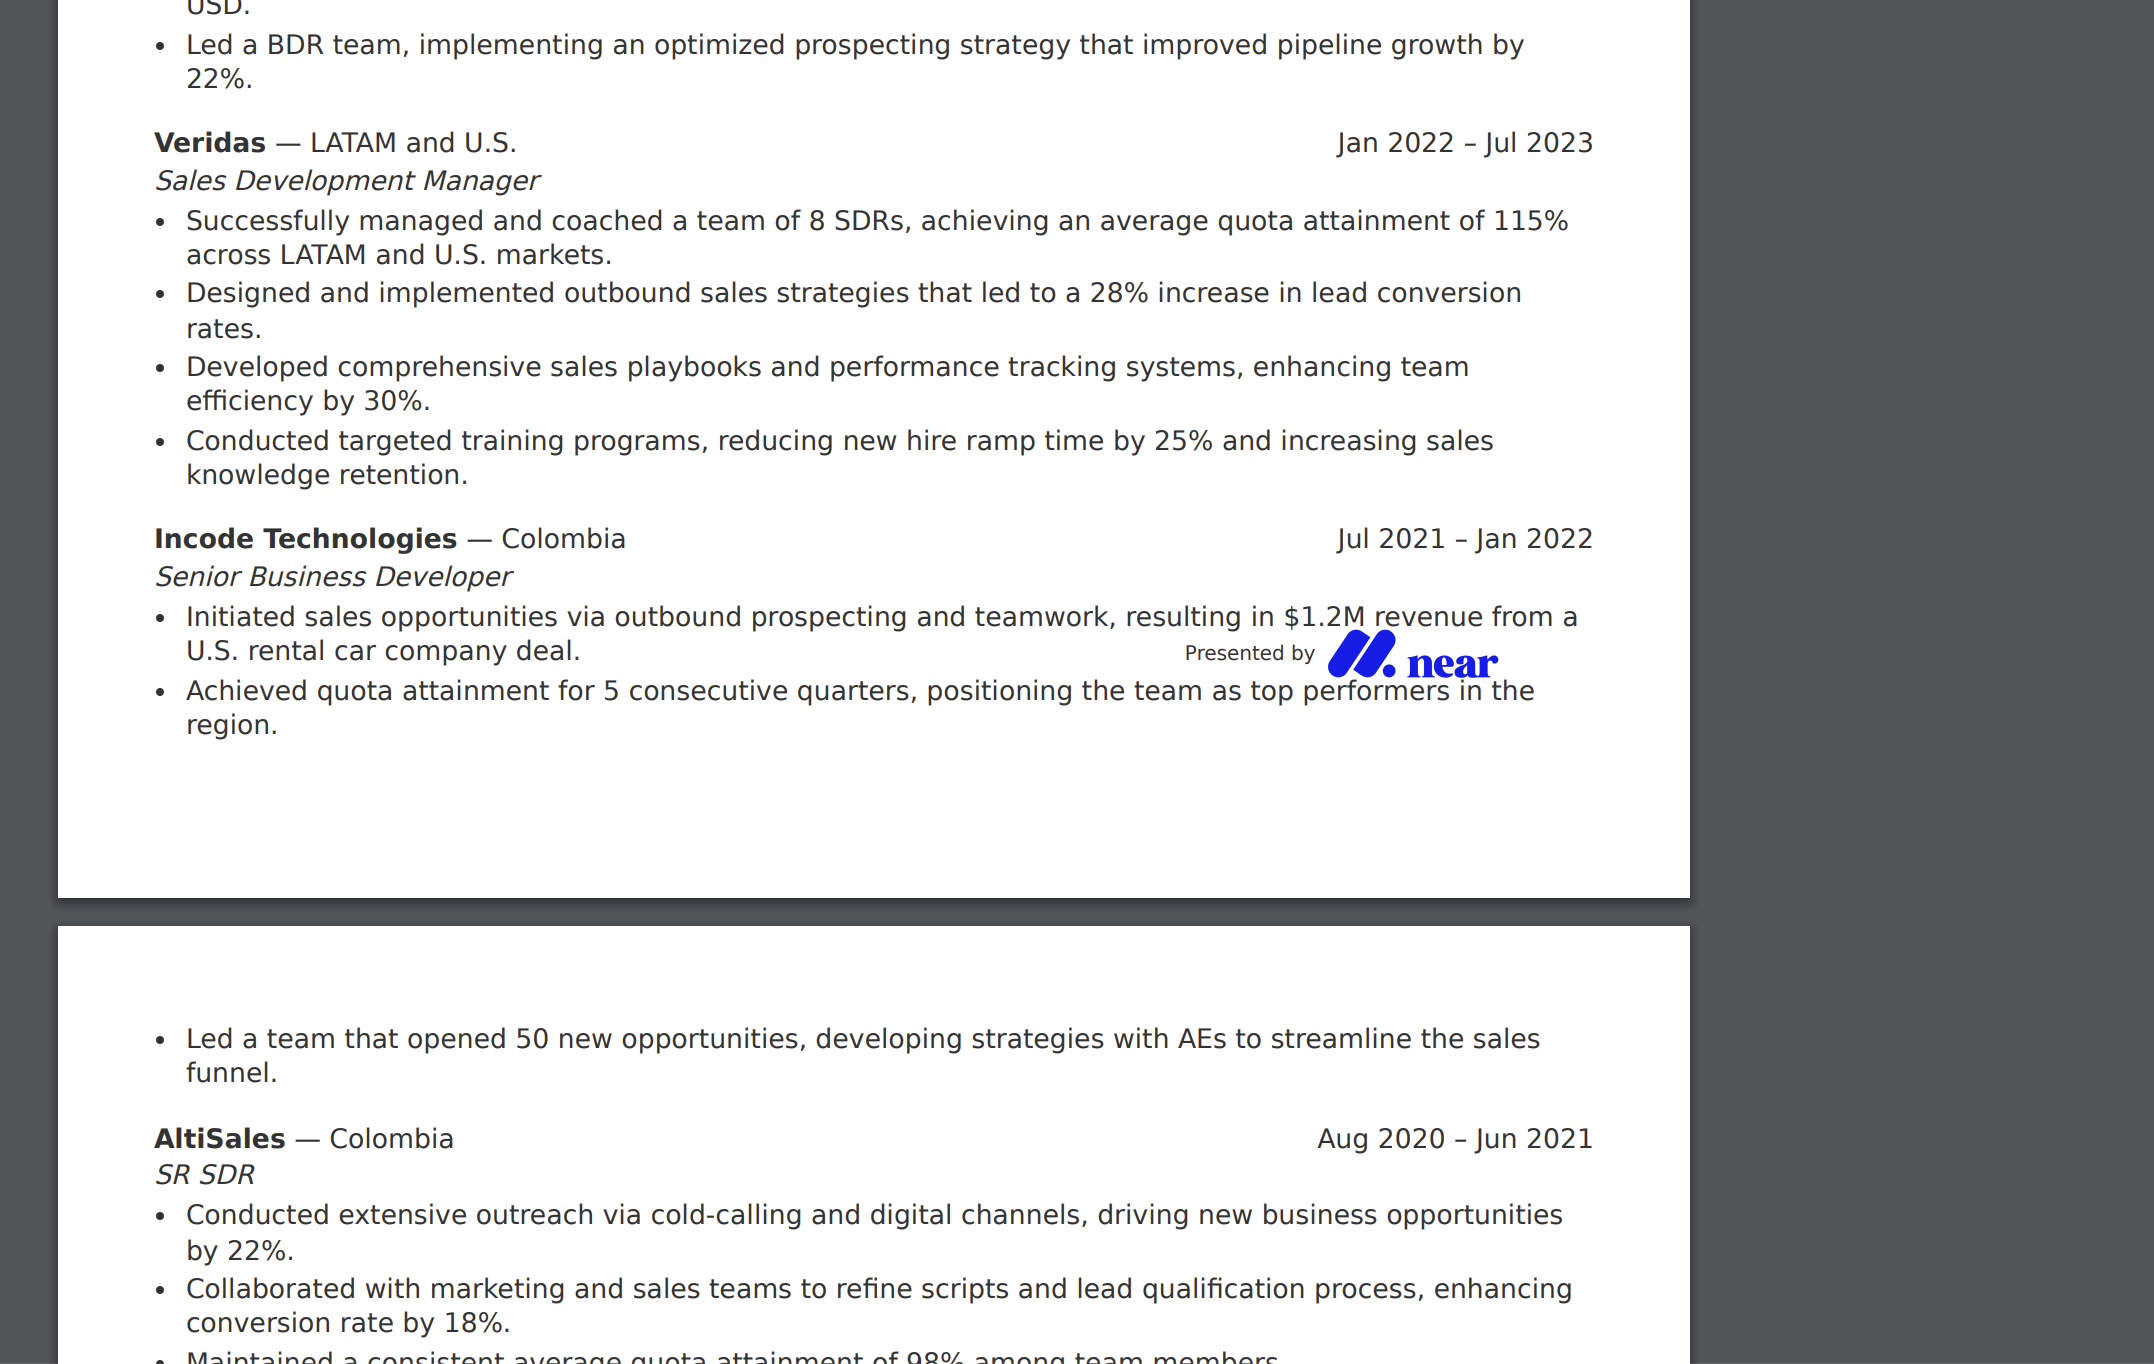 USD.
• Led a BDR team, implementing an optimized prospecting strategy that improved pipeline growth by
22%.
Veridas — LATAM and U.S. Jan 2022 – Jul 2023
Sales Development Manager
• Successfully managed and coached a team of 8 SDRs, achieving an average quota attainment of 115%
across LATAM and U.S. markets.
• Designed and implemented outbound sales strategies that led to a 28% increase in lead conversion
rates.
• Developed comprehensive sales playbooks and performance tracking systems, enhancing team
efficiency by 30%.
• Conducted targeted training programs, reducing new hire ramp time by 25% and increasing sales
knowledge retention.
Incode Technologies — Colombia Jul 2021 – Jan 2022
Senior Business Developer
• Initiated sales opportunities via outbound prospecting and teamwork, resulting in $1.2M revenue from a
U.S. rental car company deal.
Presented by near
• Achieved quota attainment for 5 consecutive quarters, positioning the team as top performers in the
region.
• Led a team that opened 50 new opportunities, developing strategies with AEs to streamline the sales
funnel.
AltiSales — Colombia Aug 2020 – Jun 2021
SR SDR
• Conducted extensive outreach via cold-calling and digital channels, driving new business opportunities
by 22%.
• Collaborated with marketing and sales teams to refine scripts and lead qualification process, enhancing
conversion rate by 18%.
• Maintained a consistent average quota attainment of 98% among team members.